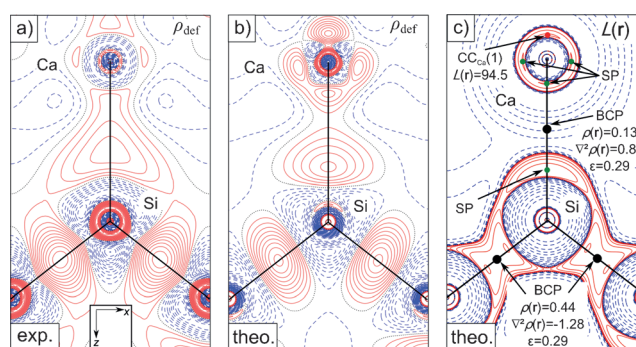 a)
ρdef
Ca
Si
exp.
x
z
b)
ρdef
Ca
Si
theo.
c)
L(r)
CCCa(1)
L(r)=94.5
SP
Ca
BCP
ρ(r)=0.13
∇²ρ(r)=0.8
ε=0.29
SP
Si
BCP
ρ(r)=0.44
∇²ρ(r)=-1.28
ε=0.29
theo.